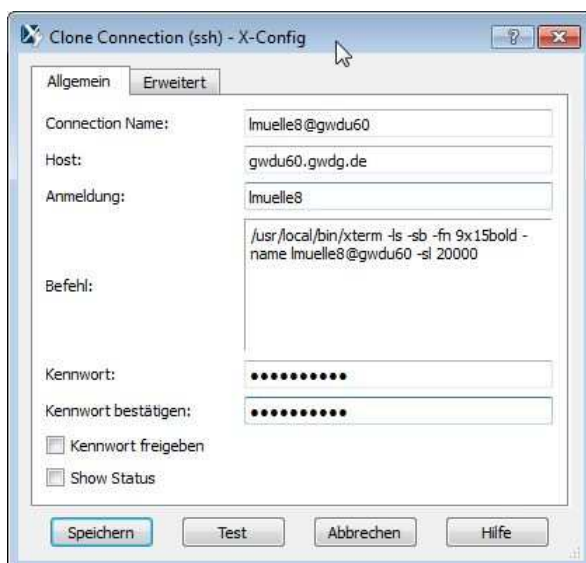 Clone Connection (ssh) - X-Config
?
Allgemein Erweitert
Connection Name: lmuelle8@gwdu60
Host: gwdu60.gwdg.de
Anmeldung: lmuelle8
Befehl: /usr/local/bin/xterm -ls -sb -fn 9x15bold -
name lmuelle8@gwdu60 -sl 20000
Kennwort: ●●●●●●●●●●
Kennwort bestätigen: ●●●●●●●●●●
Kennwort freigeben
Show Status
Speichern Test Abbrechen Hilfe